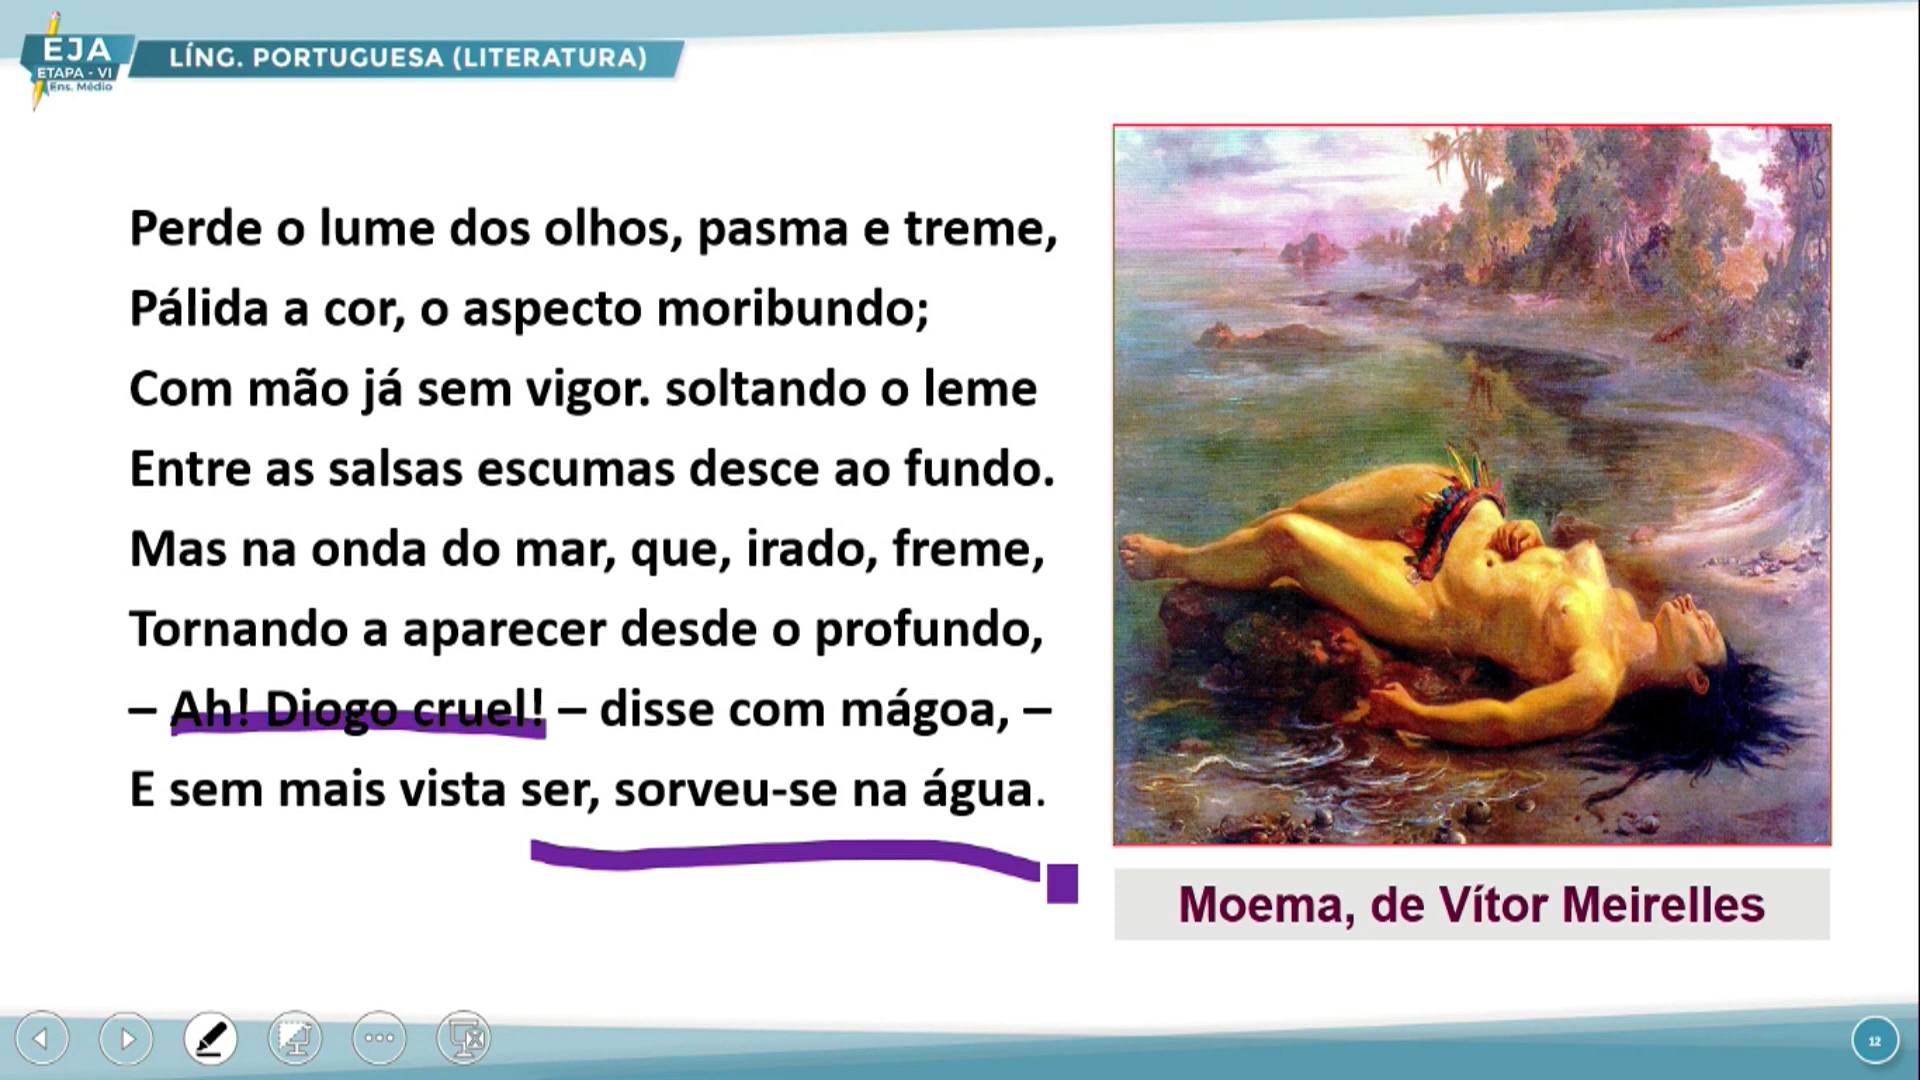 EJA
ETAPA - VI
Ens. Médio
LÍNG. PORTUGUESA (LITERATURA)
Perde o lume dos olhos, pasma e treme,
Pálida a cor, o aspecto moribundo;
Com mão já sem vigor. soltando o leme
Entre as salsas escumas desce ao fundo.
Mas na onda do mar, que, irado, freme,
Tornando a aparecer desde o profundo,
– Ah! Diogo cruel! – disse com mágoa, –
E sem mais vista ser, sorveu-se na água.
Moema, de Vítor Meirelles
12